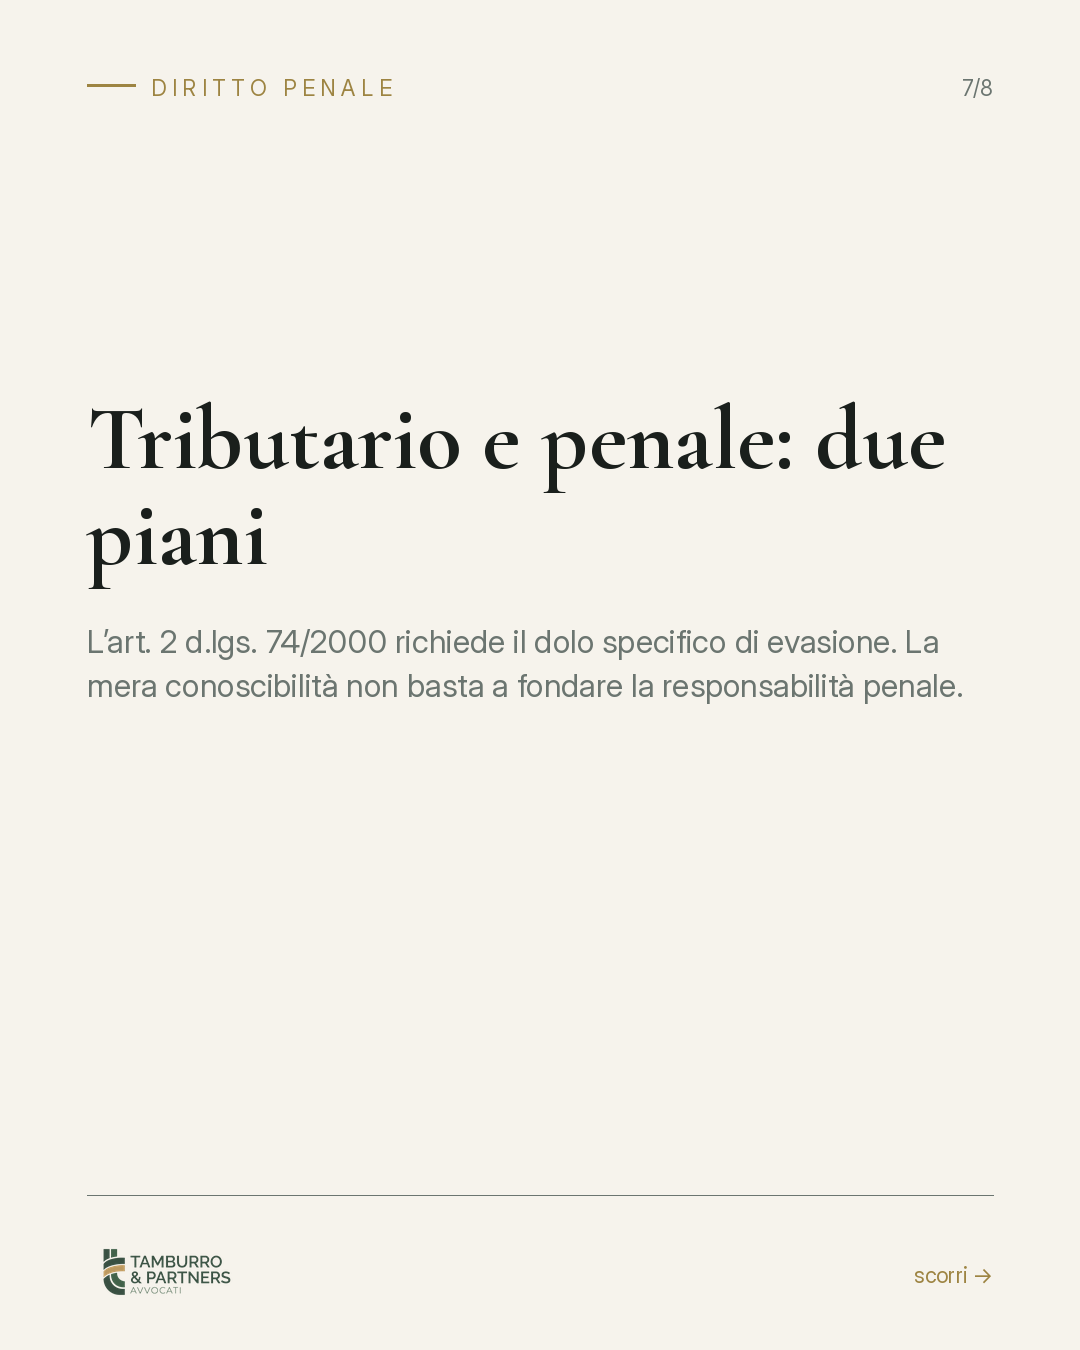 DIRITTO PENALE
7/8
Tributario e penale: due
piani
L’art. 2 d.lgs. 74/2000 richiede il dolo specifico di evasione. La
mera conoscibilità non basta a fondare la responsabilità penale.
TAMBURRO
& PARTNERS
AVVOCATI
scorri →